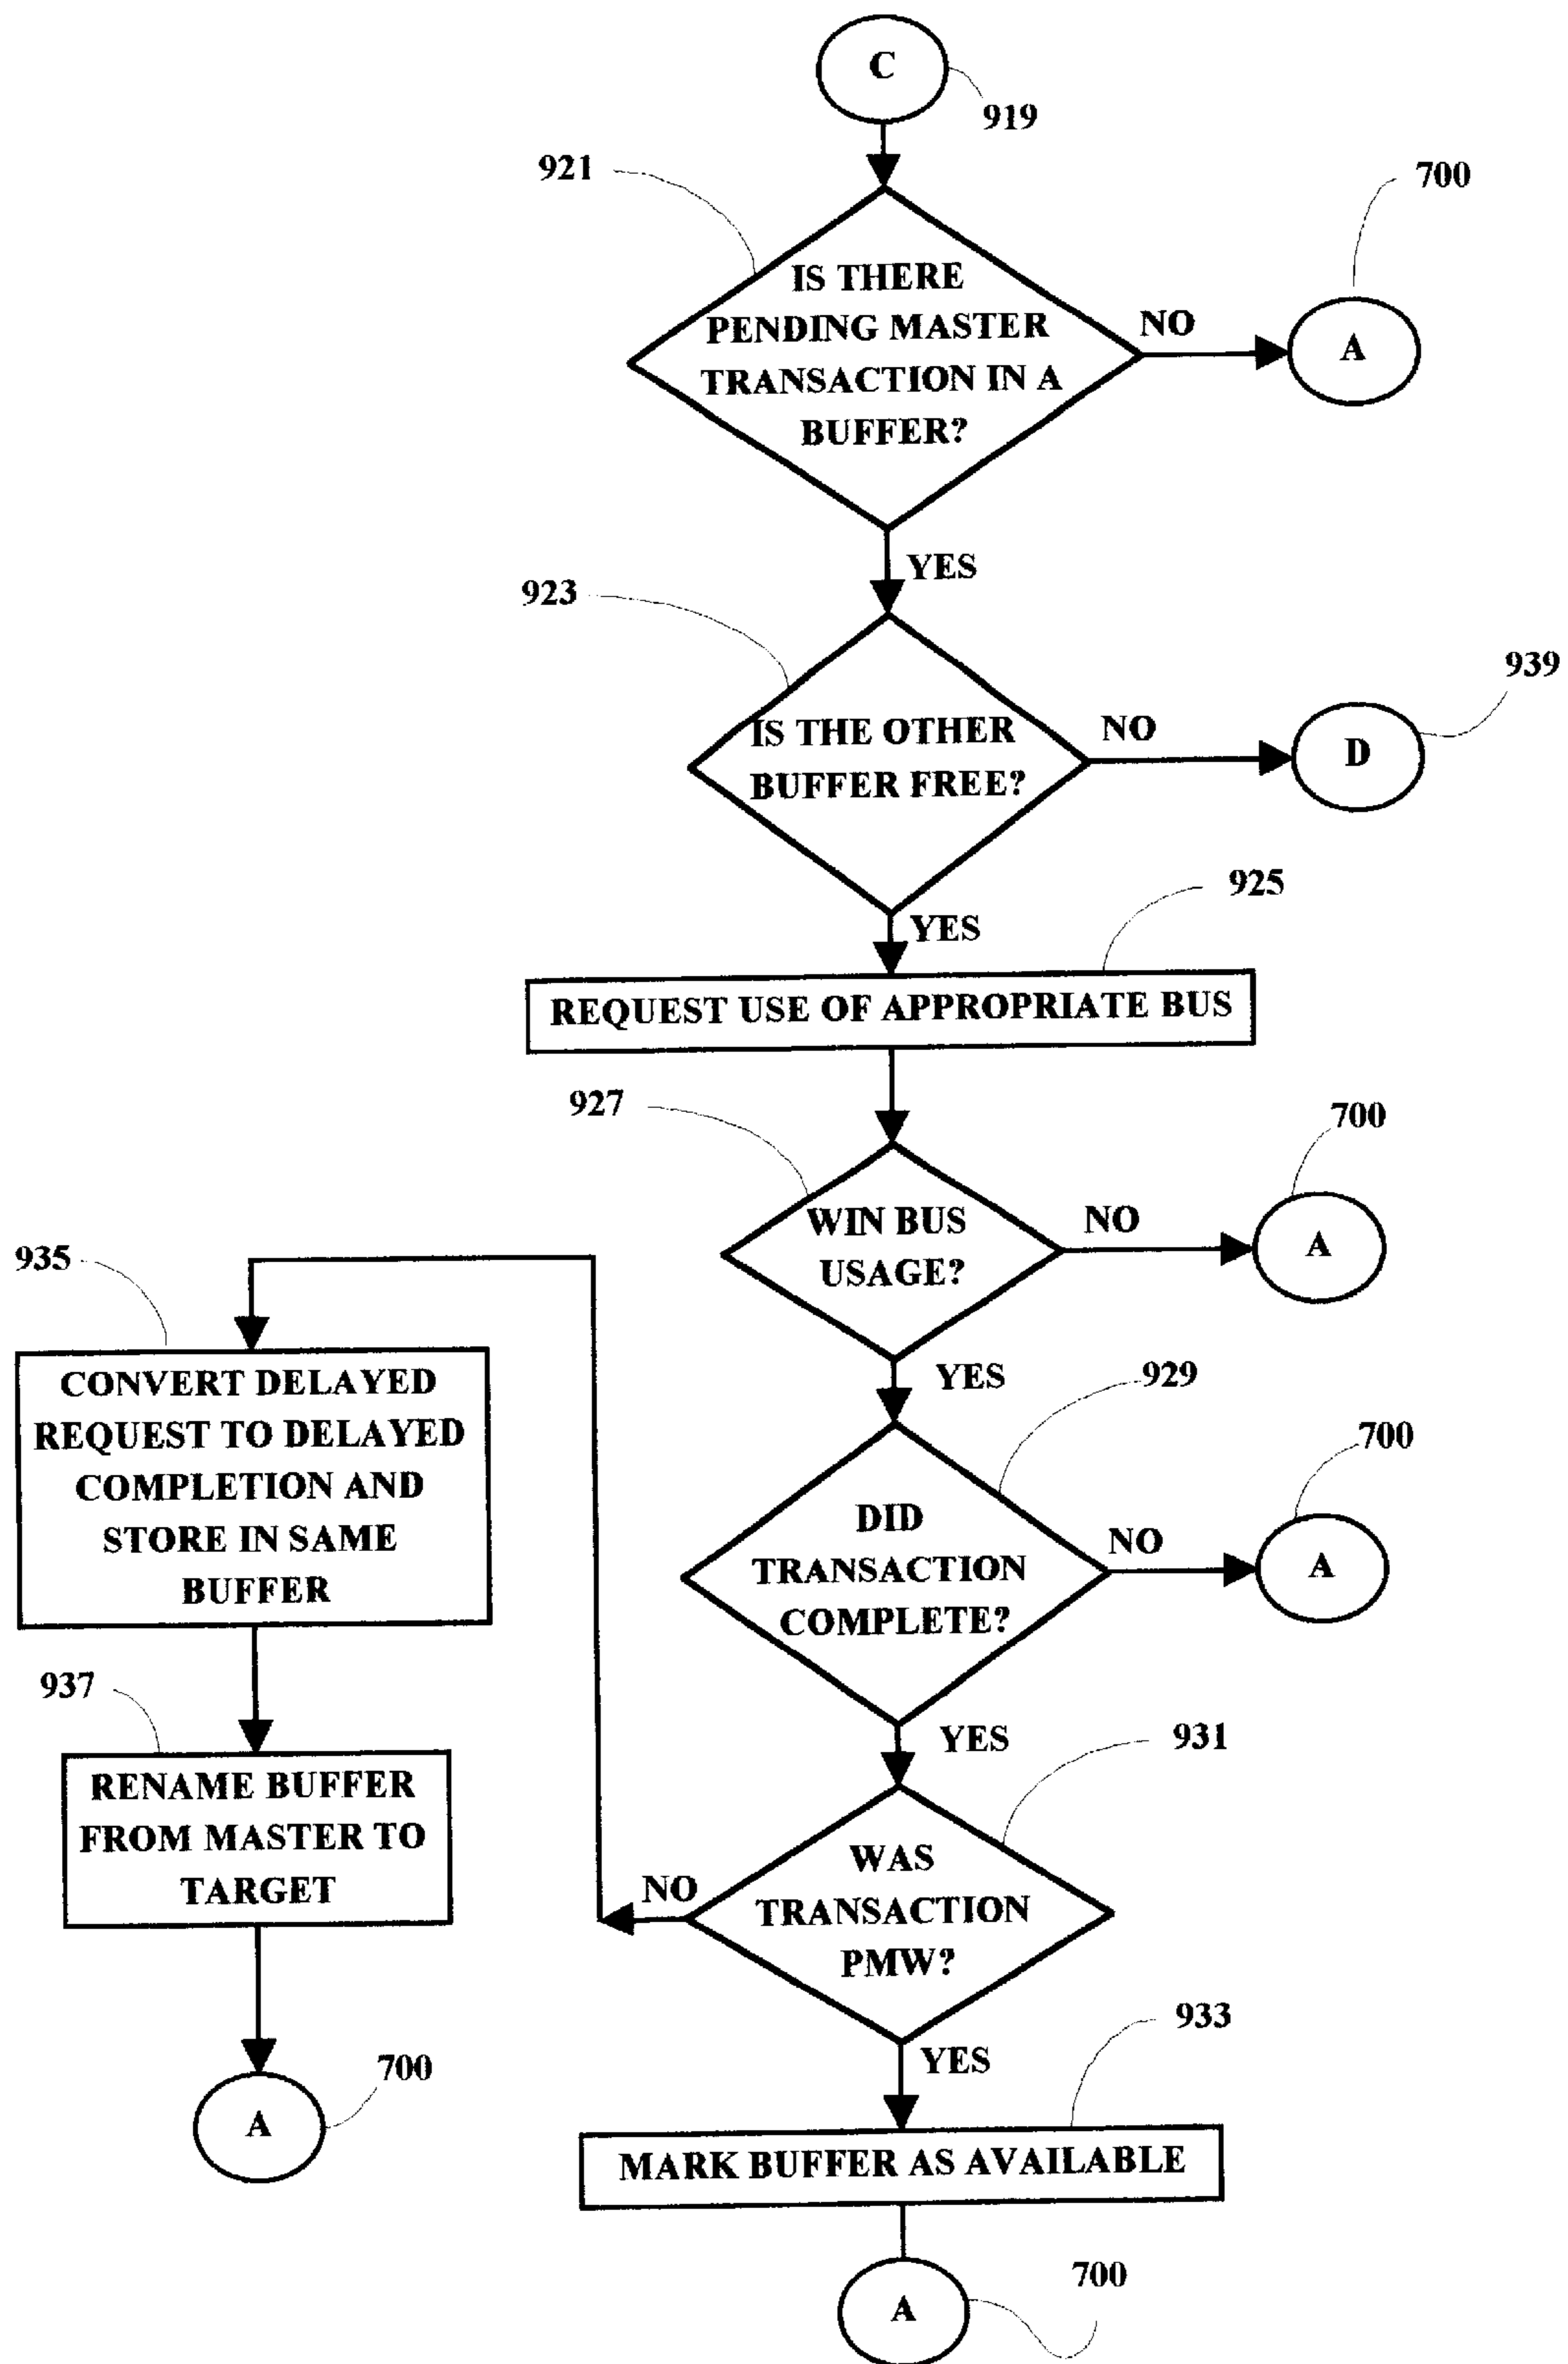 C
919
921
700
IS THERE
PENDING MASTER
TRANSACTION IN A
BUFFER?
NO
A
YES
923
939
IS THE OTHER
BUFFER FREE?
NO
D
925
YES
REQUEST USE OF APPROPRIATE BUS
927
700
WIN BUS
USAGE?
NO
A
935
YES
929
700
CONVERT DELAYED
REQUEST TO DELAYED
COMPLETION AND
STORE IN SAME
BUFFER
DID
TRANSACTION
COMPLETE?
NO
A
937
YES
931
RENAME BUFFER
FROM MASTER TO
TARGET
WAS
TRANSACTION
PMW?
NO
933
YES
700
A
MARK BUFFER AS AVAILABLE
700
A